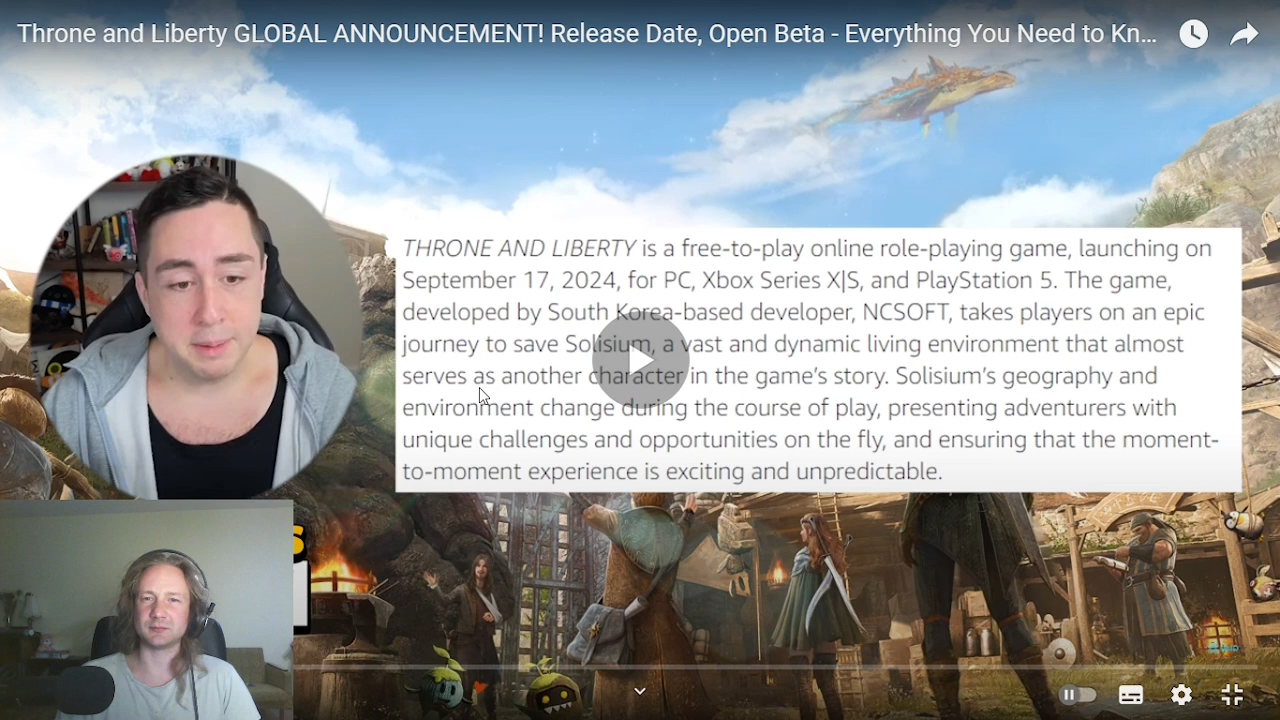 Throne and Liberty GLOBAL ANNOUNCEMENT! Release Date, Open Beta - Everything You Need to Kn...
THRONE AND LIBERTY is a free-to-play online role-playing game, launching on
September 17, 2024, for PC, Xbox Series X|S, and PlayStation 5. The game,
developed by South Korea-based developer, NCSOFT, takes players on an epic
journey to save Solisium, a vast and dynamic living environment that almost
serves as another character in the game's story. Solisium's geography and
environment change during the course of play, presenting adventurers with
unique challenges and opportunities on the fly, and ensuring that the moment-
to-moment experience is exciting and unpredictable.